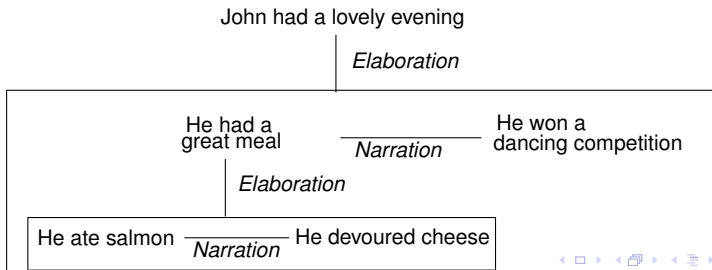 John had a lovely evening
Elaboration
He had a
great meal
Narration
He won a
dancing competition
Elaboration
He ate salmon
Narration
He devoured cheese